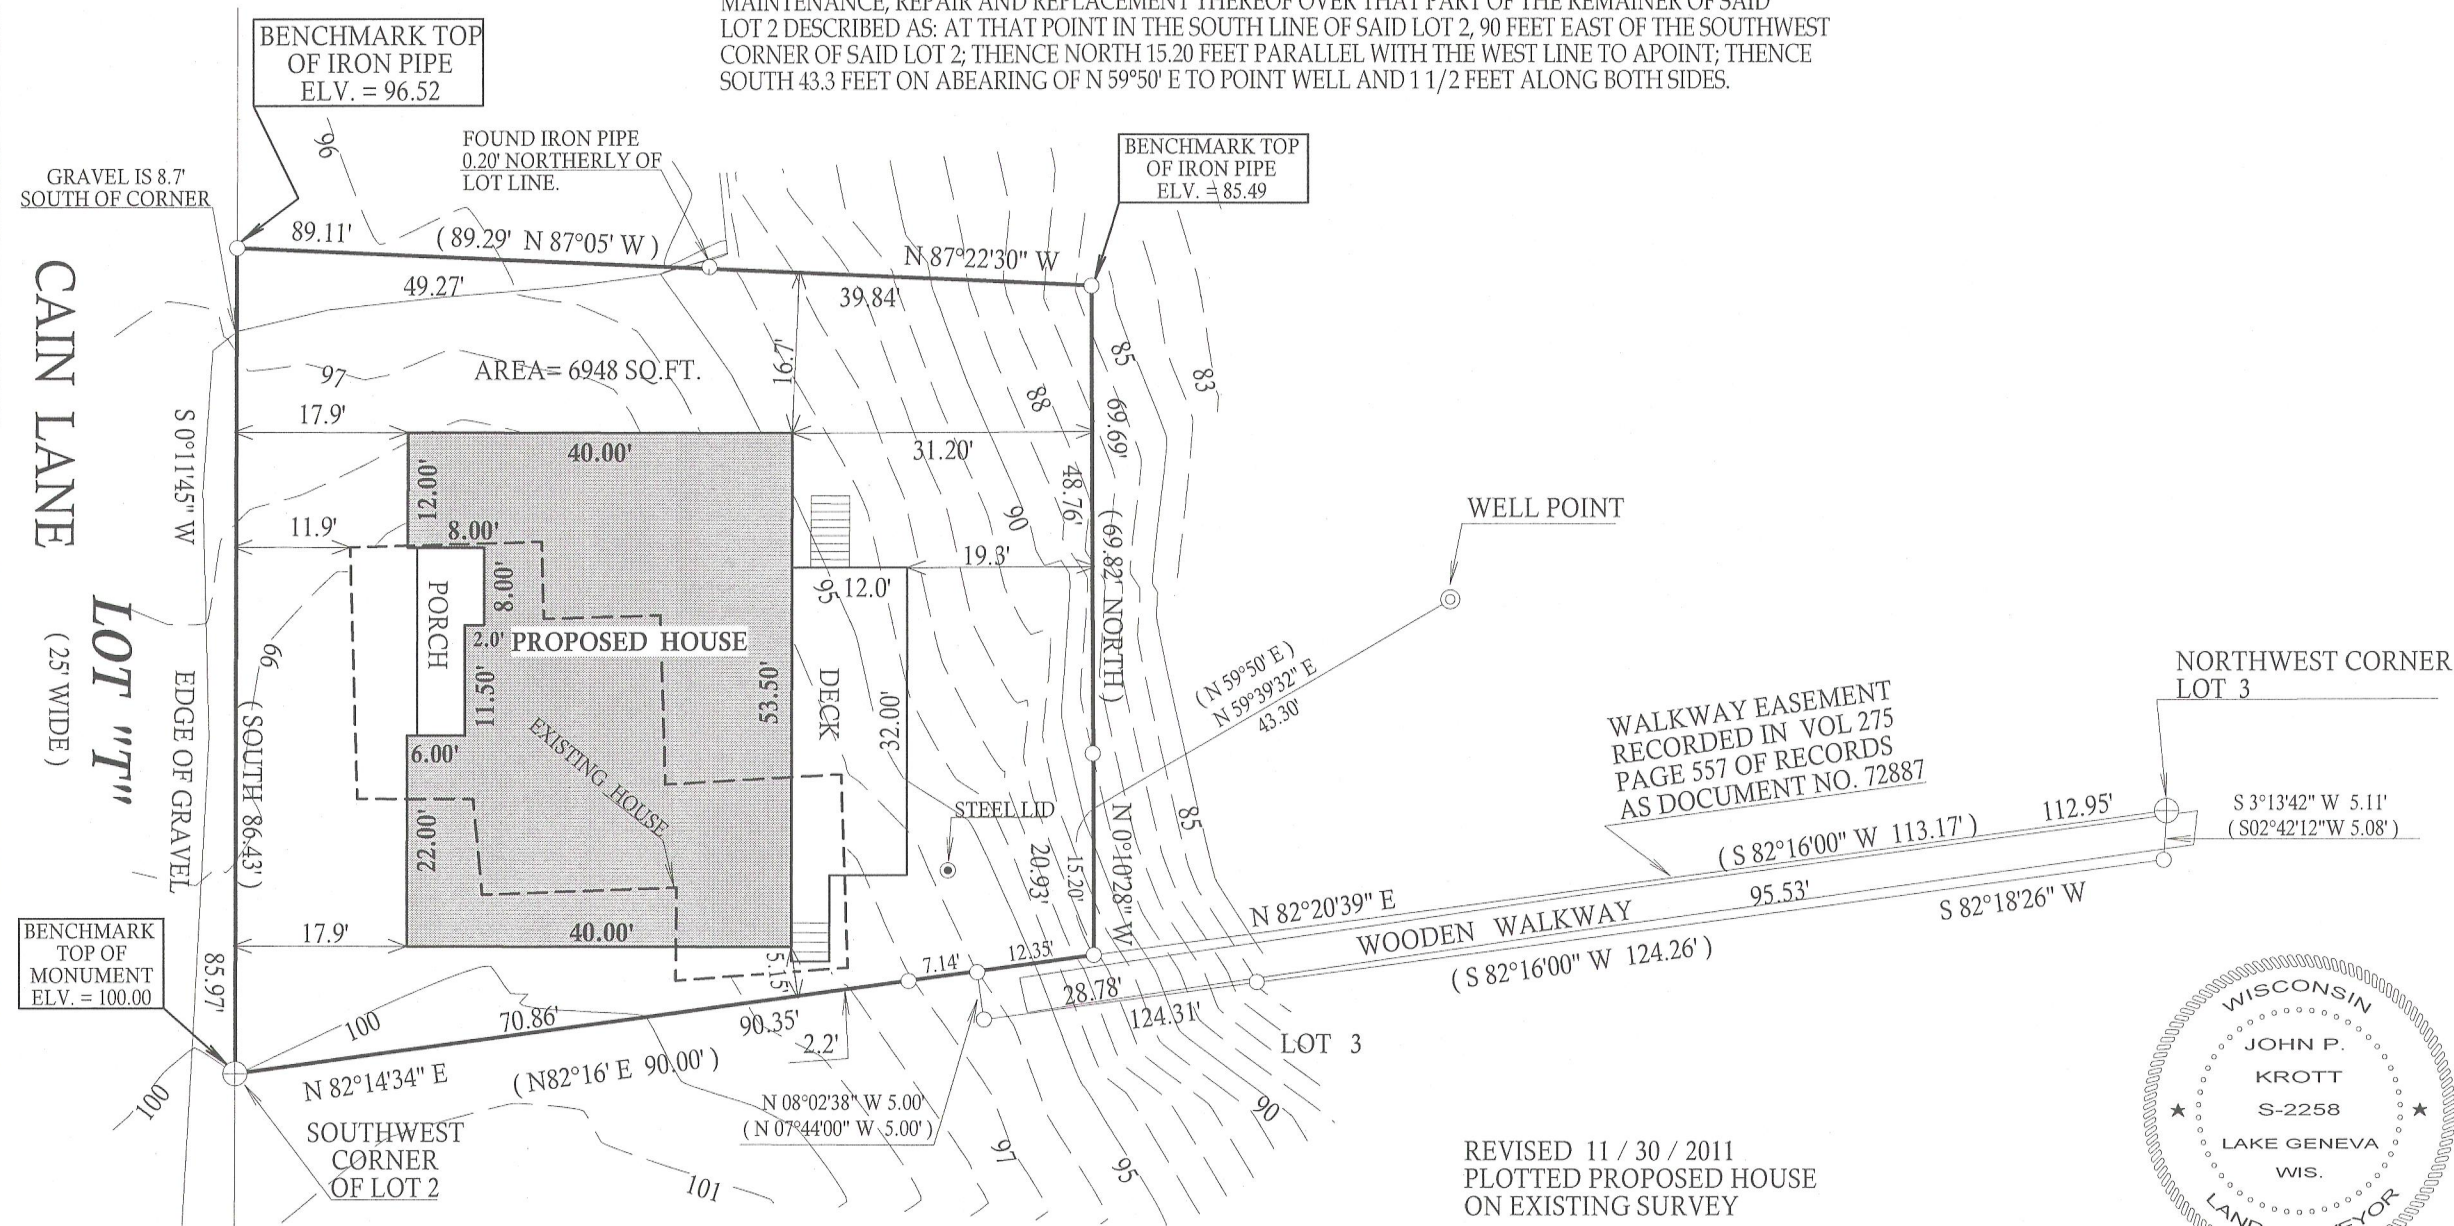 MAINTENANCE, REPAIR AND REPLACEMENT THEREOF OVER THAT PART OF THE REMAINER OF SAID
LOT 2 DESCRIBED AS: AT THAT POINT IN THE SOUTH LINE OF SAID LOT 2, 90 FEET EAST OF THE SOUTHWEST
CORNER OF SAID LOT 2; THENCE NORTH 15.20 FEET PARALLEL WITH THE WEST LINE TO APOINT; THENCE
SOUTH 43.3 FEET ON ABEARING OF N 59°50' E TO POINT WELL AND 1 1/2 FEET ALONG BOTH SIDES.
BENCHMARK TOP
OF IRON PIPE
ELV. = 96.52
96
FOUND IRON PIPE
0.20' NORTHERLY OF
LOT LINE.
BENCHMARK TOP
OF IRON PIPE
ELV. = 85.49
GRAVEL IS 8.7'
SOUTH OF CORNER
89.11'
( 89.29' N 87°05' W )
N 87°22'30" W
49.27'
39.84'
CAIN LANE
LOT "T"
( 25' WIDE )
S 0°11'45" W
EDGE OF GRAVEL
( SOUTH 86.43' )
85.97'
97
AREA= 6948 SQ.FT.
16.7'
88
85
83
69.69'
17.9'
40.00'
31.20'
12.00'
48.76'
( 69.82' NORTH )
90
11.9'
8.00'
19.3'
95
12.0'
PORCH
8.00'
2.0'
PROPOSED HOUSE
11.50'
53.50'
DECK
32.00'
99
6.00'
EXISTING HOUSE
22.00'
STEEL LID
20.93'
15.20'
N 0°10'28" W
85
WELL POINT
( N 59°50' E )
N 59°39'32" E
43.30'
WALKWAY EASEMENT
RECORDED IN VOL 275
PAGE 557 OF RECORDS
AS DOCUMENT NO. 72887
NORTHWEST CORNER
LOT 3
S 3°13'42" W 5.11'
( S02°42'12"W 5.08' )
112.95'
( S 82°16'00" W 113.17' )
N 82°20'39" E
95.53'
S 82°18'26" W
WOODEN WALKWAY
( S 82°16'00" W 124.26' )
BENCHMARK
TOP OF
MONUMENT
ELV. = 100.00
17.9'
40.00'
5.15'
7.14'
12.35'
28.78'
124.31'
LOT 3
100
70.86'
90.35'
2.2'
N 82°14'34" E
( N82°16' E 90.00' )
100
N 08°02'38" W 5.00'
( N 07°44'00" W 5.00' )
SOUTHWEST
CORNER
OF LOT 2
101
97
95
90
REVISED 11 / 30 / 2011
PLOTTED PROPOSED HOUSE
ON EXISTING SURVEY
WISCONSIN
JOHN P.
KROTT
S-2258
LAKE GENEVA
WIS.